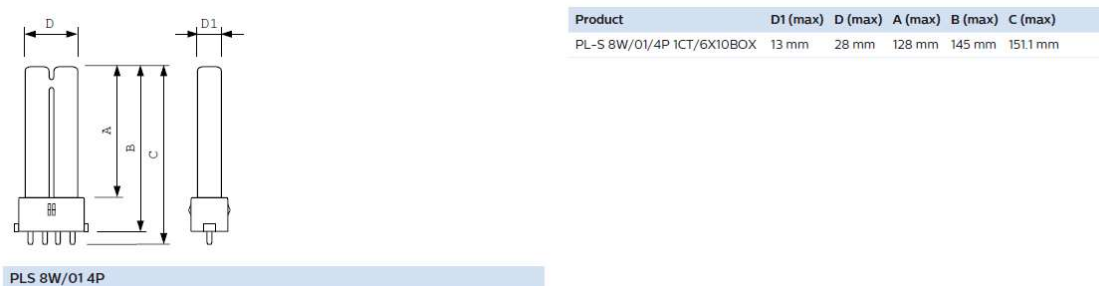 D
D1
A
B
C
PLS 8W/01 4P
Product D1 (max) D (max) A (max) B (max) C (max)
PL-S 8W/01/4P 1CT/6X10BOX 13 mm 28 mm 128 mm 145 mm 151.1 mm